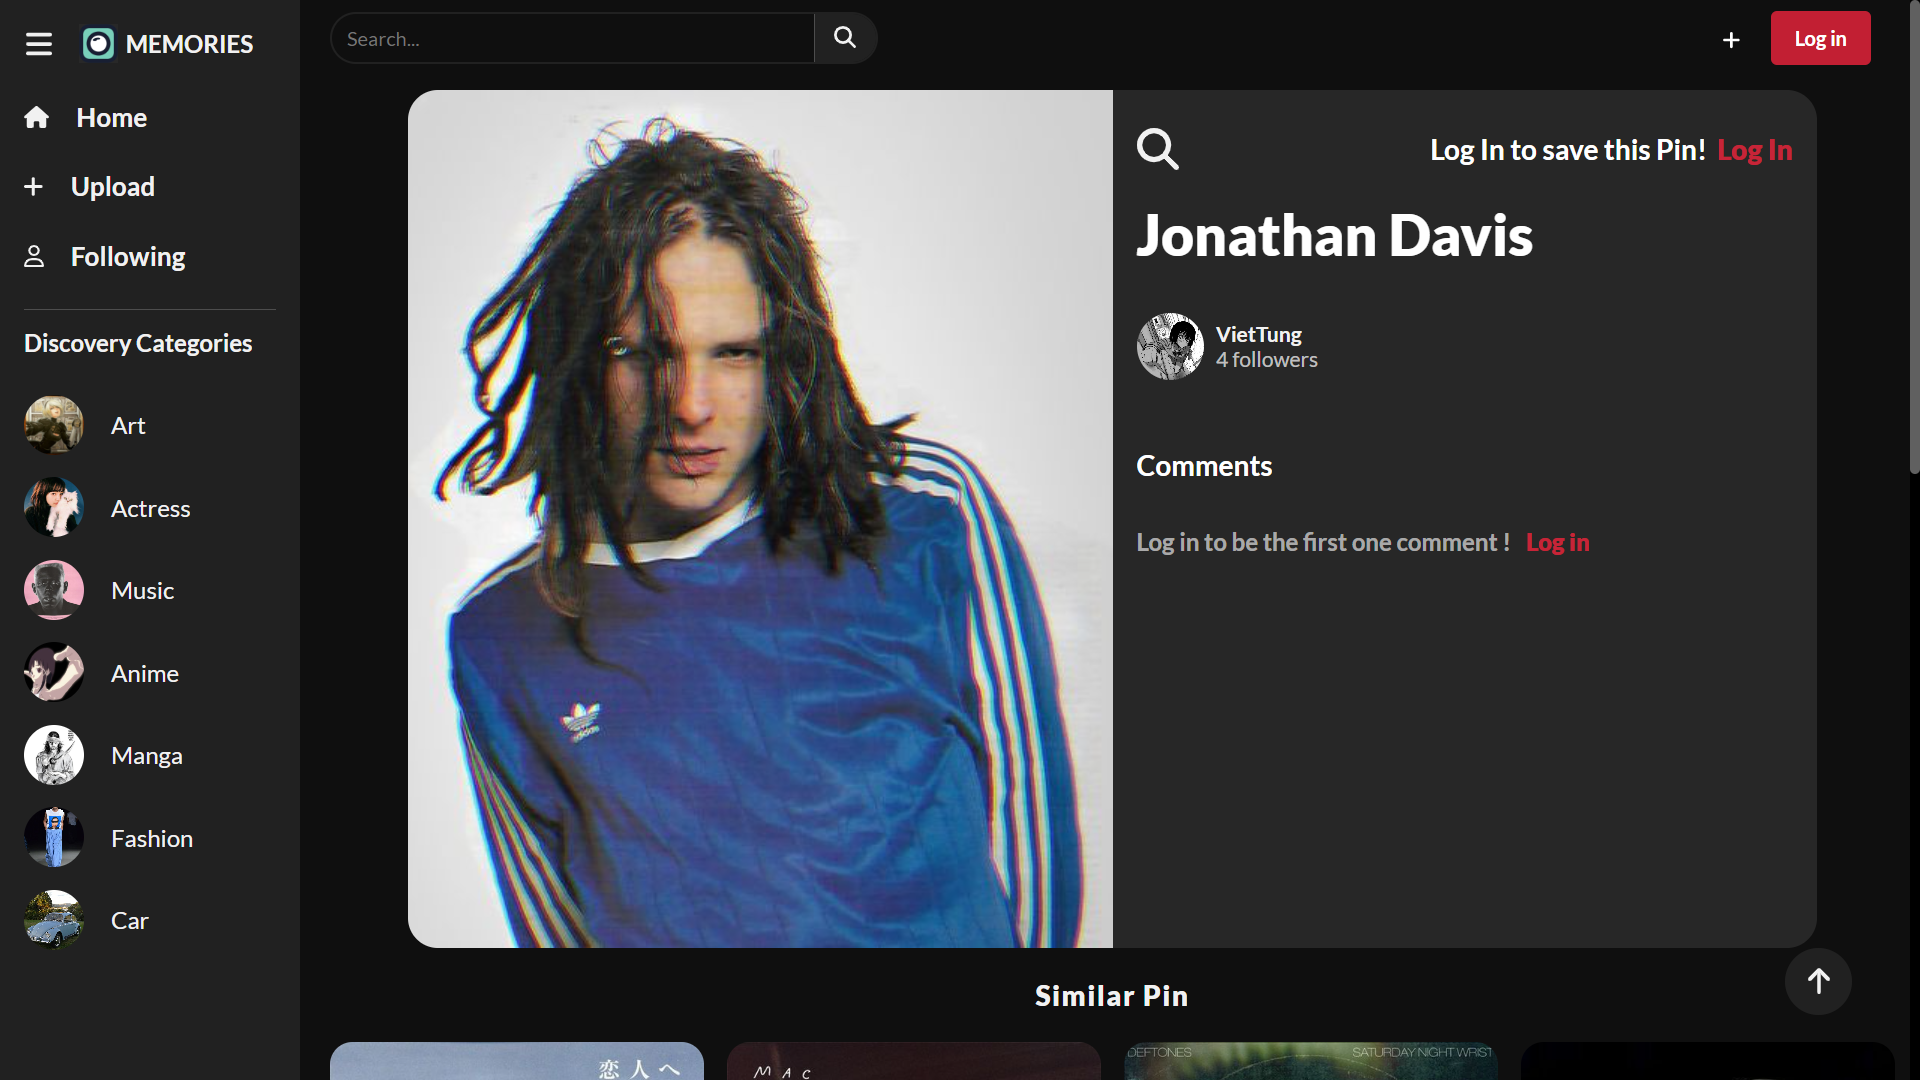 MEMORIES
Search...
Log in
Home
Upload
Following
Discovery Categories
Art
Actress
Music
Anime
Manga
Fashion
Car
Log In to save this Pin! Log In
Jonathan Davis
VietTung
4 followers
Comments
Log in to be the first one comment ! Log in
adidas
Similar Pin
恋人へ
MAC
DEFTONES
SATURDAY NIGHT WRIST